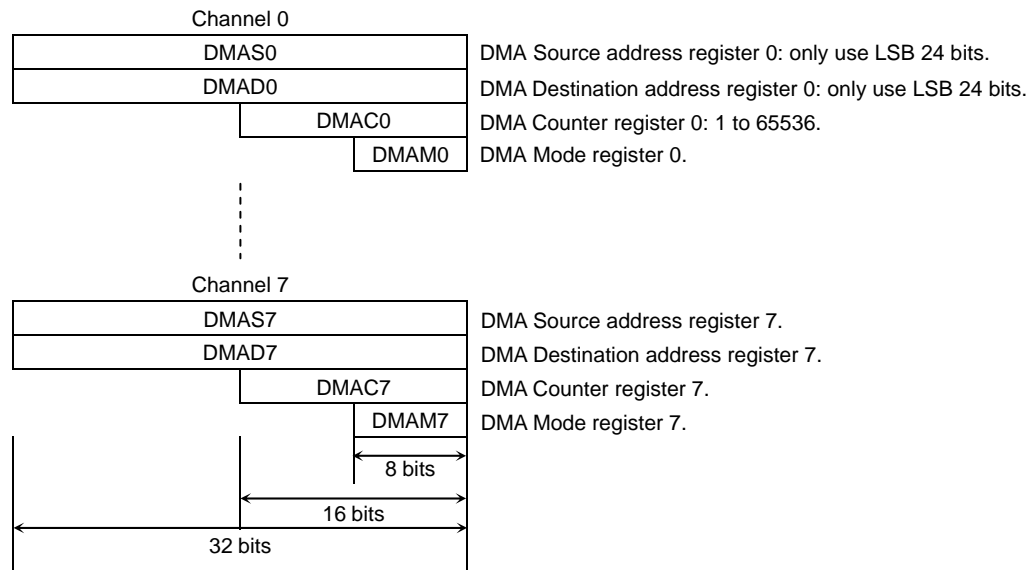 Channel 0
DMAS0 DMA Source address register 0: only use LSB 24 bits.
DMAD0 DMA Destination address register 0: only use LSB 24 bits.
DMAC0 DMA Counter register 0: 1 to 65536.
DMAM0 DMA Mode register 0.
Channel 7
DMAS7 DMA Source address register 7.
DMAD7 DMA Destination address register 7.
DMAC7 DMA Counter register 7.
DMAM7 DMA Mode register 7.
8 bits
16 bits
32 bits